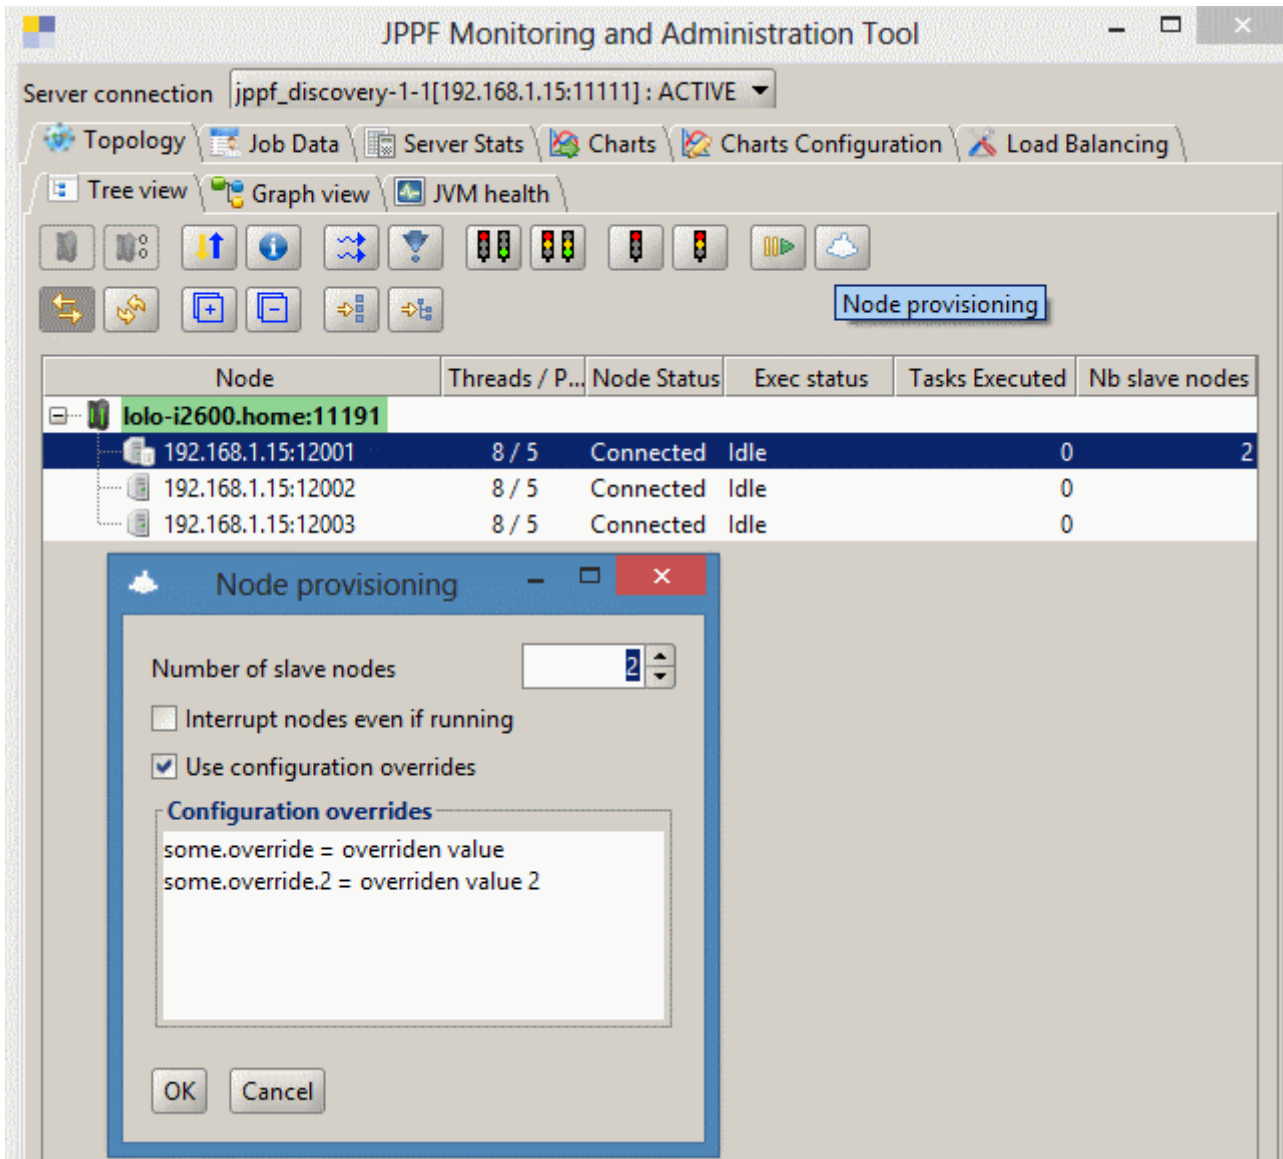 JPPF Monitoring and Administration Tool
Server connection jppf_discovery-1-1[192.168.1.15:11111] : ACTIVE
Topology Job Data Server Stats Charts Charts Configuration Load Balancing
Tree view Graph view JVM health
Node provisioning
Node Threads / P... Node Status Exec status Tasks Executed Nb slave nodes
lolo-i2600.home:11191
192.168.1.15:12001 8 / 5 Connected Idle 0 2
192.168.1.15:12002 8 / 5 Connected Idle 0
192.168.1.15:12003 8 / 5 Connected Idle 0
Node provisioning
Number of slave nodes 2
Interrupt nodes even if running
Use configuration overrides
Configuration overrides
some.override = overriden value
some.override.2 = overriden value 2
OK Cancel